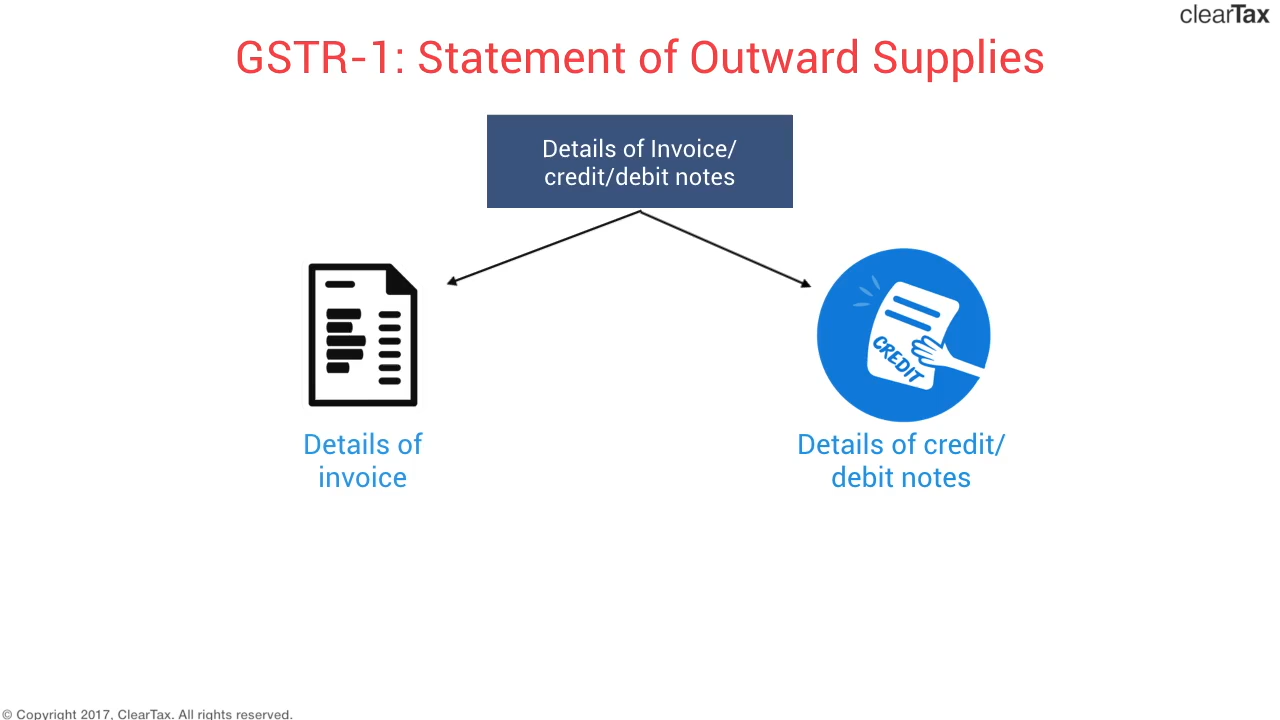 clearTax
GSTR-1: Statement of Outward Supplies
Details of Invoice/
credit/debit notes
CREDIT
Details of
invoice
Details of credit/
debit notes
© Copyright 2017, ClearTax. All rights reserved.